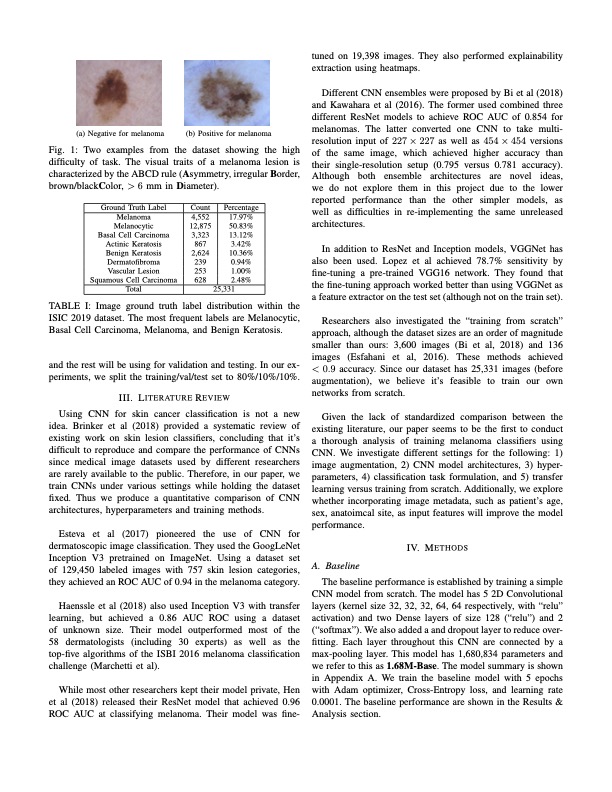 (a) Negative for melanoma
(b) Positive for melanoma
Fig. 1: Two examples from the dataset showing the high
difficulty of task. The visual traits of a melanoma lesion is
characterized by the ABCD rule (Asymmetry, irregular Border,
brown/blackColor, > 6 mm in Diameter).
Ground Truth Label Count Percentage
Melanoma 4,552 17.97%
Melanocytic 12,875 50.83%
Basal Cell Carcinoma 3,323 13.12%
Actinic Keratosis 867 3.42%
Benign Keratosis 2,624 10.36%
Dermatofibroma 239 0.94%
Vascular Lesion 253 1.00%
Squamous Cell Carcinoma 628 2.48%
Total 25,331
TABLE I: Image ground truth label distribution within the
ISIC 2019 dataset. The most frequent labels are Melanocytic,
Basal Cell Carcinoma, Melanoma, and Benign Keratosis.
and the rest will be using for validation and testing. In our ex-
periments, we split the training/val/test set to 80%/10%/10%.
III. LITERATURE REVIEW
Using CNN for skin cancer classification is not a new
idea. Brinker et al (2018) provided a systematic review of
existing work on skin lesion classifiers, concluding that it's
difficult to reproduce and compare the performance of CNNs
since medical image datasets used by different researchers
are rarely available to the public. Therefore, in our paper, we
train CNNs under various settings while holding the dataset
fixed. Thus we produce a quantitative comparison of CNN
architectures, hyperparameters and training methods.
Esteva et al (2017) pioneered the use of CNN for
dermatoscopic image classification. They used the GoogLeNet
Inception V3 pretrained on ImageNet. Using a dataset set
of 129,450 labeled images with 757 skin lesion categories,
they achieved an ROC AUC of 0.94 in the melanoma category.
Haenssle et al (2018) also used Inception V3 with transfer
learning, but achieved a 0.86 AUC ROC using a dataset
of unknown size. Their model outperformed most of the
58 dermatologists (including 30 experts) as well as the
top-five algorithms of the ISBI 2016 melanoma classification
challenge (Marchetti et al).
While most other researchers kept their model private, Hen
et al (2018) released their ResNet model that achieved 0.96
ROC AUC at classifying melanoma. Their model was fine-
tuned on 19,398 images. They also performed explainability
extraction using heatmaps.
Different CNN ensembles were proposed by Bi et al (2018)
and Kawahara et al (2016). The former used combined three
different ResNet models to achieve ROC AUC of 0.854 for
melanomas. The latter converted one CNN to take multi-
resolution input of 227 × 227 as well as 454 × 454 versions
of the same image, which achieved higher accuracy than
their single-resolution setup (0.795 versus 0.781 accuracy).
Although both ensemble architectures are novel ideas,
we do not explore them in this project due to the lower
reported performance than the other simpler models, as
well as difficulties in re-implementing the same unreleased
architectures.
In addition to ResNet and Inception models, VGGNet has
also been used. Lopez et al achieved 78.7% sensitivity by
fine-tuning a pre-trained VGG16 network. They found that
the fine-tuning approach worked better than using VGGNet as
a feature extractor on the test set (although not on the train set).
Researchers also investigated the "training from scratch"
approach, although the dataset sizes are an order of magnitude
smaller than ours: 3,600 images (Bi et al, 2018) and 136
images (Esfahani et al, 2016). These methods achieved
< 0.9 accuracy. Since our dataset has 25,331 images (before
augmentation), we believe it's feasible to train our own
networks from scratch.
Given the lack of standardized comparison between the
existing literature, our paper seems to be the first to conduct
a thorough analysis of training melanoma classifiers using
CNN. We investigate different settings for the following: 1)
image augmentation, 2) CNN model architectures, 3) hyper-
parameters, 4) classification task formulation, and 5) transfer
learning versus training from scratch. Additionally, we explore
whether incorporating image metadata, such as patient's age,
sex, anatoimcal site, as input features will improve the model
performance.
IV. METHODS
A. Baseline
The baseline performance is established by training a simple
CNN model from scratch. The model has 5 2D Convolutional
layers (kernel size 32, 32, 32, 64, 64 respectively, with "relu"
activation) and two Dense layers of size 128 ("relu") and 2
("softmax"). We also added a and dropout layer to reduce over-
fitting. Each layer throughout this CNN are connected by a
max-pooling layer. This model has 1,680,834 parameters and
we refer to this as 1.68M-Base. The model summary is shown
in Appendix A. We train the baseline model with 5 epochs
with Adam optimizer, Cross-Entropy loss, and learning rate
0.0001. The baseline performance are shown in the Results &
Analysis section.